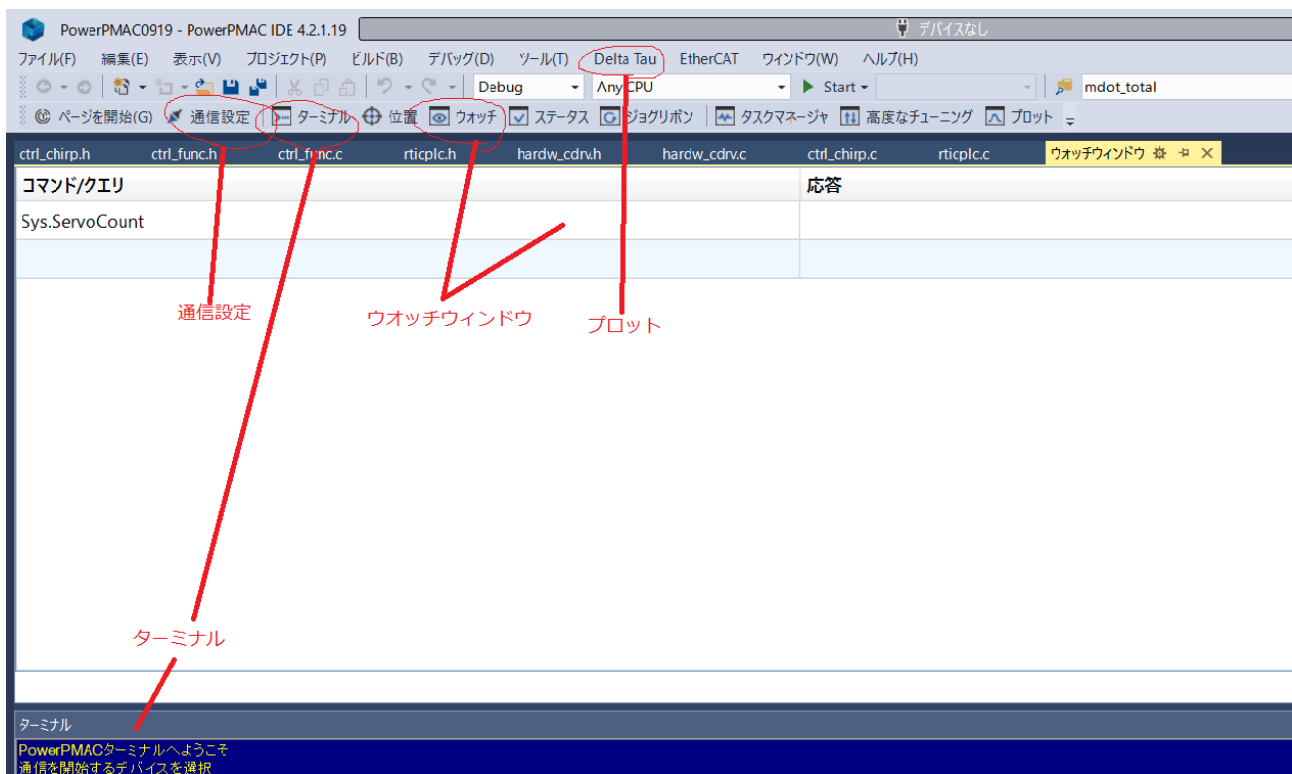 PowerPMAC0919 - PowerPMAC IDE 4.2.1.19 デバイスなし
ファイル(F) 編集(E) 表示(V) プロジェクト(P) ビルド(B) デバッグ(D) ツール(T) Delta Tau EtherCAT ウィンドウ(W) ヘルプ(H)
Debug Any CPU Start mdot_total
ページを開始(G) 通信設定 ターミナル 位置 ウォッチ ステータス ジョグリボン タスクマネージャ 高度なチューニング プロット
ctrl_chirp.h ctrl_func.h ctrl_func.c rticplc.h hardw_cdrv.h hardw_cdrv.c ctrl_chirp.c rticplc.c ウォッチウィンドウ
コマンド/クエリ 応答
Sys.ServoCount
通信設定 ウオッチウィンドウ プロット
ターミナル
ターミナル
PowerPMACターミナルへようこそ
通信を開始するデバイスを選択